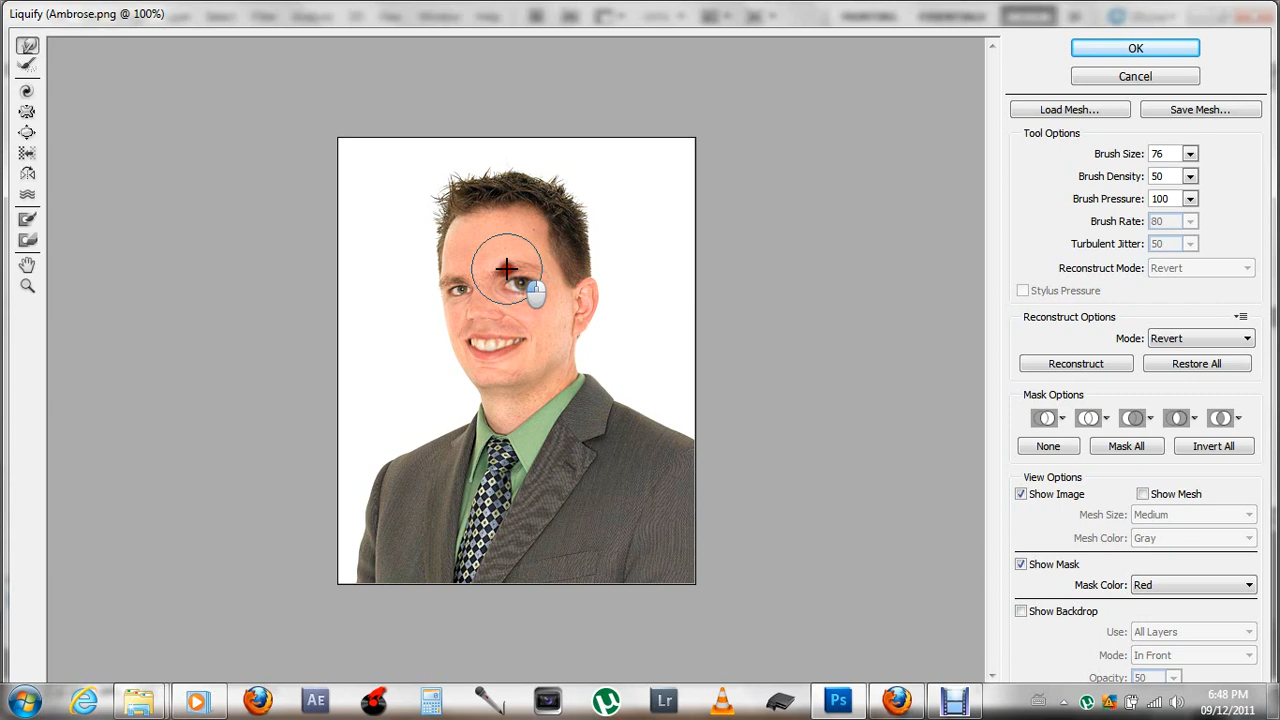 Liquify (Ambrose.png @ 100%)
OK
Cancel
Load Mesh...
Save Mesh...
Tool Options
Brush Size: 76
Brush Density: 50
Brush Pressure: 100
Brush Rate: 80
Turbulent Jitter: 50
Reconstruct Mode: Revert
Stylus Pressure
Reconstruct Options
Mode: Revert
Reconstruct
Restore All
Mask Options
None
Mask All
Invert All
View Options
Show Image
Show Mesh
Mesh Size: Medium
Mesh Color: Gray
Show Mask
Mask Color: Red
Show Backdrop
Use: All Layers
Mode: In Front
Opacity: 50
AE
Lr
Ps
6:48 PM
09/12/2011